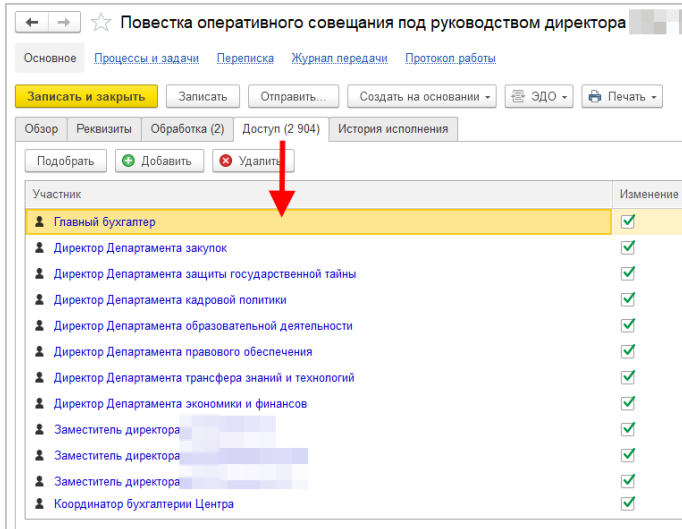 Повестка оперативного совещания под руководством директора
Основное Процессы и задачи Переписка Журнал передачи Протокол работы
Записать и закрыть Записать Отправить... Создать на основании ЭДО Печать
Обзор Реквизиты Обработка (2) Доступ (2 904) История исполнения
Подобрать Добавить Удалить
Участник Изменение
Главный бухгалтер
Директор Департамента закупок
Директор Департамента защиты государственной тайны
Директор Департамента кадровой политики
Директор Департамента образовательной деятельности
Директор Департамента правового обеспечения
Директор Департамента трансфера знаний и технологий
Директор Департамента экономики и финансов
Заместитель директора
Заместитель директора
Заместитель директора
Координатор бухгалтерии Центра